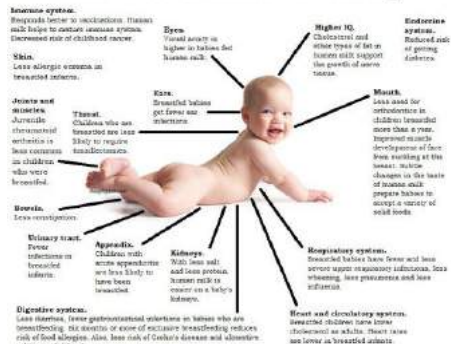 Immune system.
Responds better to vaccinations. Human
milk helps to mature immune system.
Decreased risk of childhood cancer.
Skin.
Less allergic eczema in
breastfed infants.
Joints and
muscles.
Juvenile
rheumatoid
arthritis is
less common
in children
who were
breastfed.
Throat.
Children who are
breastfed are less
likely to require
tonsillectomies.
Bowels.
Less constipation.
Urinary tract.
Fewer
infections in
breastfed
infants.
Appendix.
Children with
acute appendicitis
are less likely to
have been
breastfed.
Kidneys.
With less salt
and less protein,
human milk is
easier on a baby's
kidneys.
Digestive system.
Less diarrhea, fewer gastrointestinal infections in babies who are
breastfeeding. Six months or more of exclusive breastfeeding reduces
risk of food allergies. Also, less risk of Crohn's disease and ulcerative
Eyes.
Visual acuity is
higher in babies fed
human milk.
Ears.
Breastfed babies
get fewer ear
infections.
Higher IQ.
Cholesterol and
other types of fat in
human milk support
the growth of nerve
tissue.
Endocrine
system.
Reduced risk
of getting
diabetes.
Mouth.
Less need for
orthodontics in
children breastfed
more than a year.
Improved muscle
development of face
from suckling at the
breast. Subtle
changes in the taste
of human milk
prepare babies to
accept a variety of
solid foods.
Respiratory system.
Breastfed babies have fewer and less
severe upper respiratory infections, less
wheezing, less pneumonia and less
influenza.
Heart and circulatory system.
Breastfed children have lower
cholesterol as adults. Heart rates
are lower in breastfed infants.